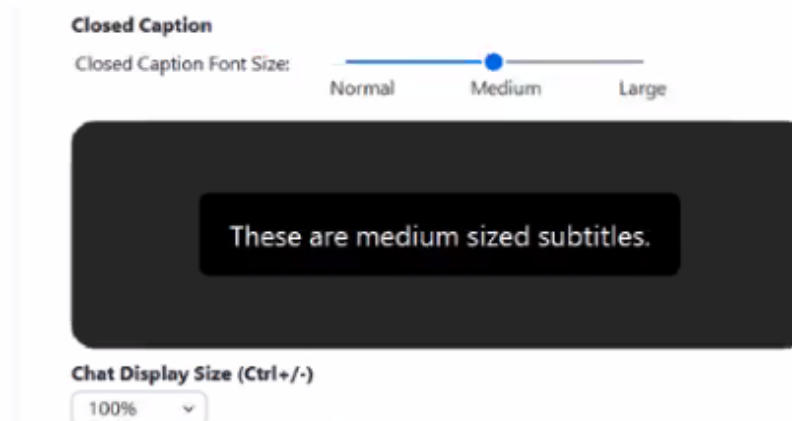 Closed Caption
Closed Caption Font Size:
Normal Medium Large
These are medium sized subtitles.
Chat Display Size (Ctrl+/-)
100%